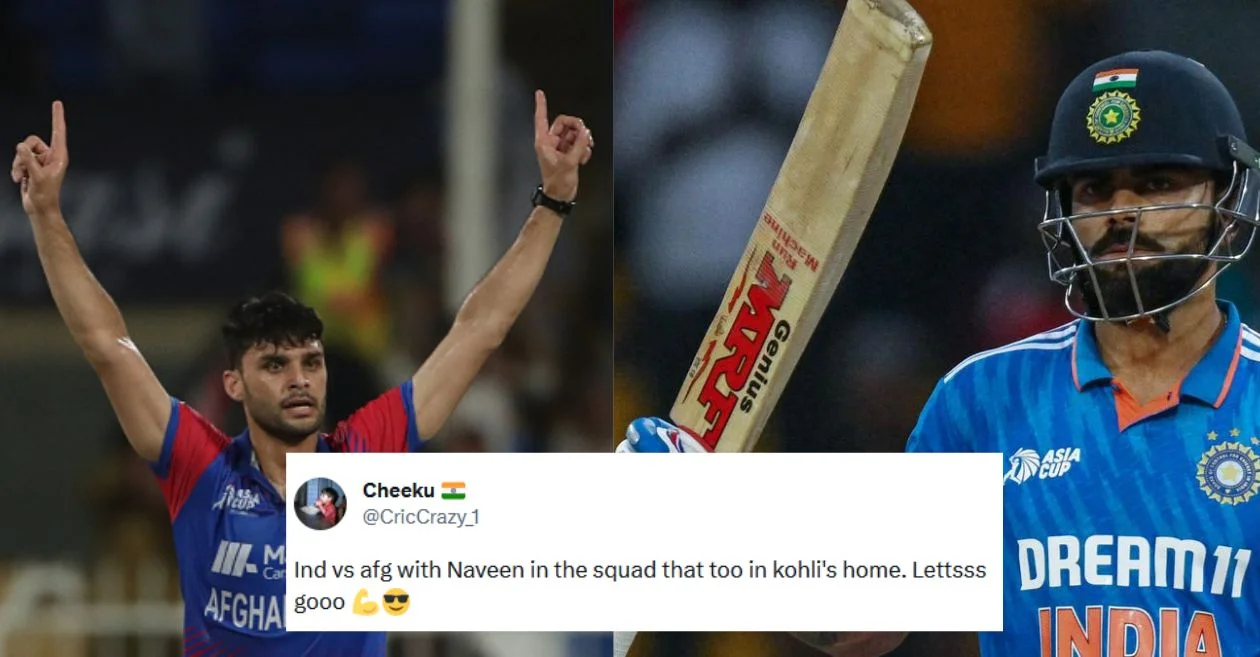 ASIA
CUP
AFGHA
Run
Machine
MRF
Genius
ASIA
CUP
DREAM11
INDIA
Cheeku 🇮🇳
@CricCrazy_1
Ind vs afg with Naveen in the squad that too in kohli's home. Lettsss
gooo 💪😎